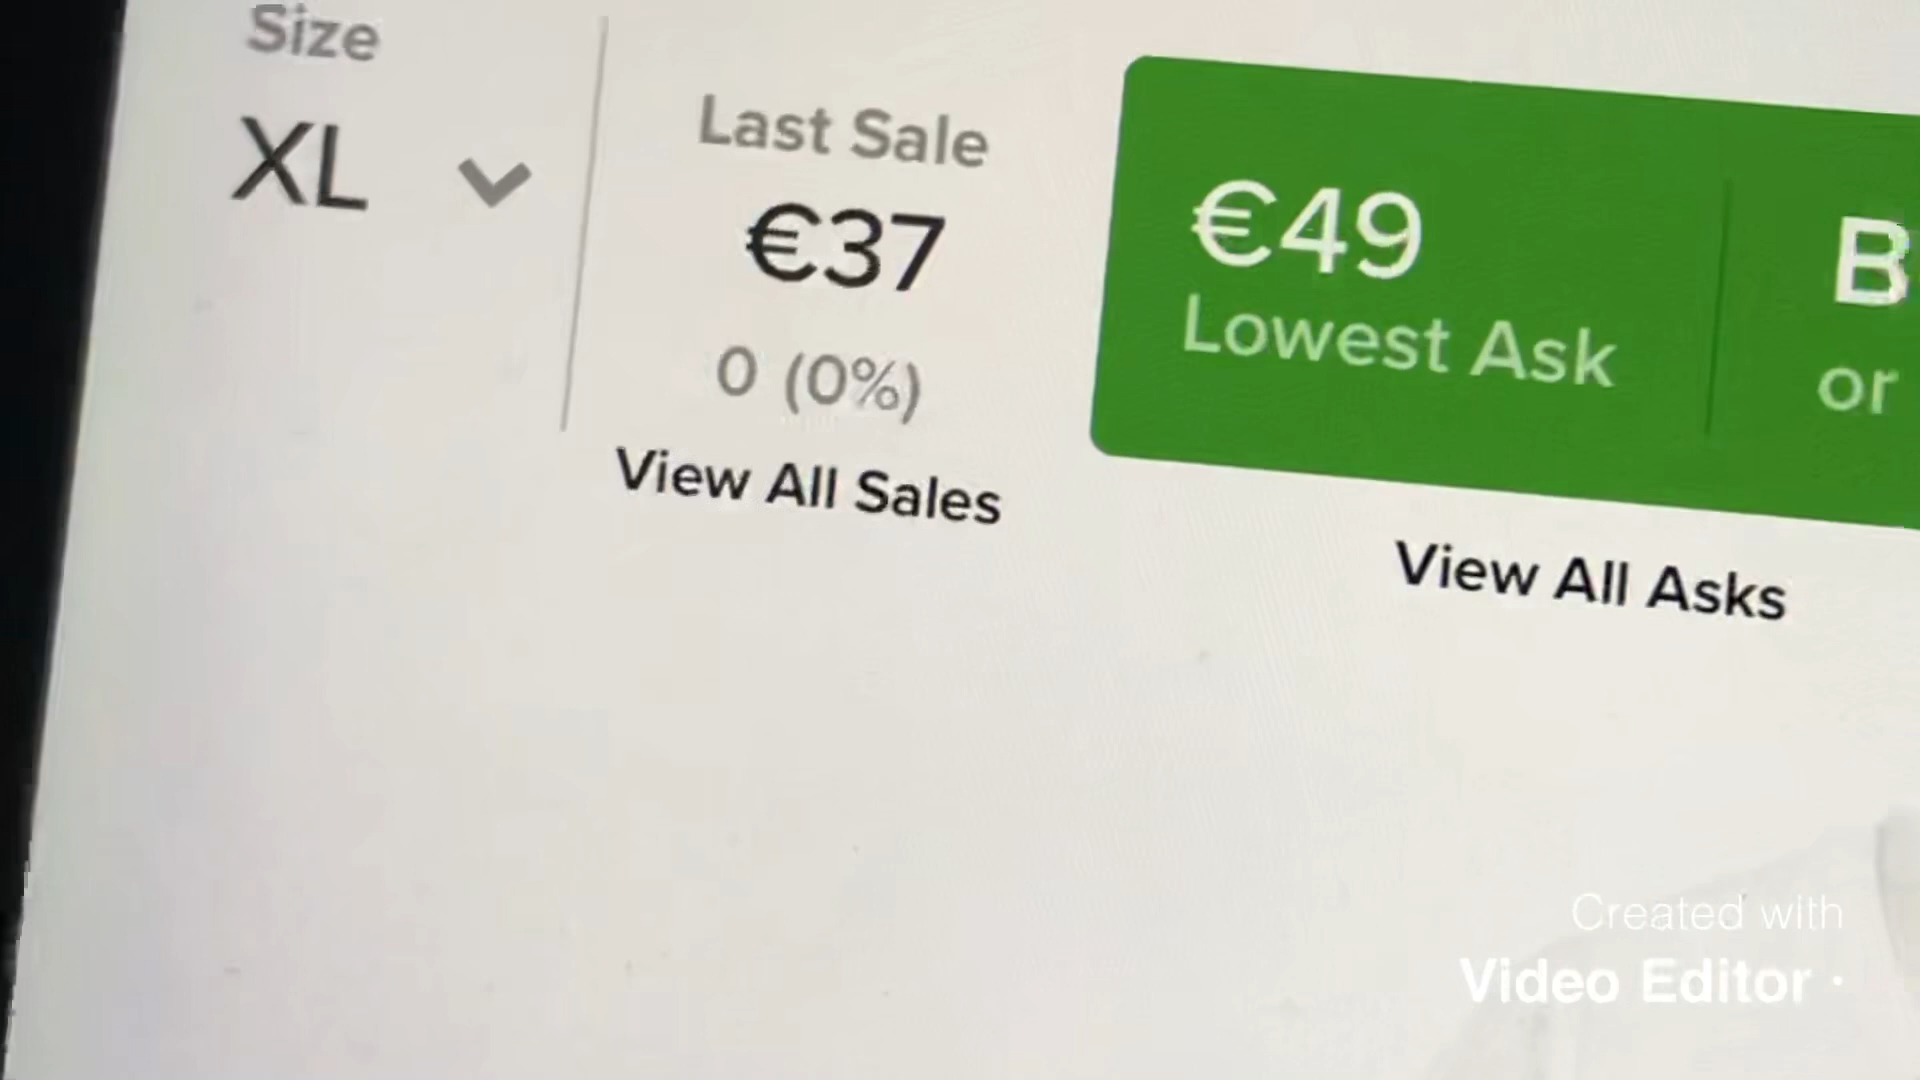 Size
XL
Last Sale
€37
0 (0%)
View All Sales
€49
Lowest Ask
B
or
View All Asks
Created with
Video Editor ·